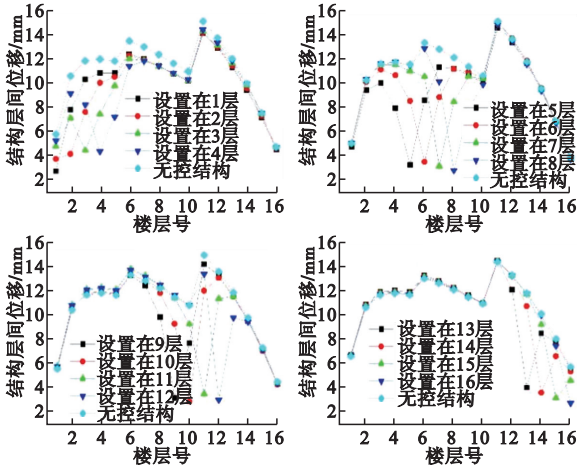 结构层间位移/mm
16
14
12
10
8
6
4
2
设置在1层
设置在2层
设置在3层
设置在4层
无控结构
2 4 6 8 10 12 14 16
楼层号
结构层间位移/mm
16
14
12
10
8
6
4
2
设置在5层
设置在6层
设置在7层
设置在8层
无控结构
0 2 4 6 8 10 12 14 16
楼层号
结构层间位移/mm
16
14
12
10
8
6
4
2
设置在9层
设置在10层
设置在11层
设置在12层
无控结构
2 4 6 8 10 12 14 16
楼层号
结构层间位移/mm
16
14
12
10
8
6
4
2
设置在13层
设置在14层
设置在15层
设置在16层
无控结构
0 2 4 6 8 10 12 14 16
楼层号